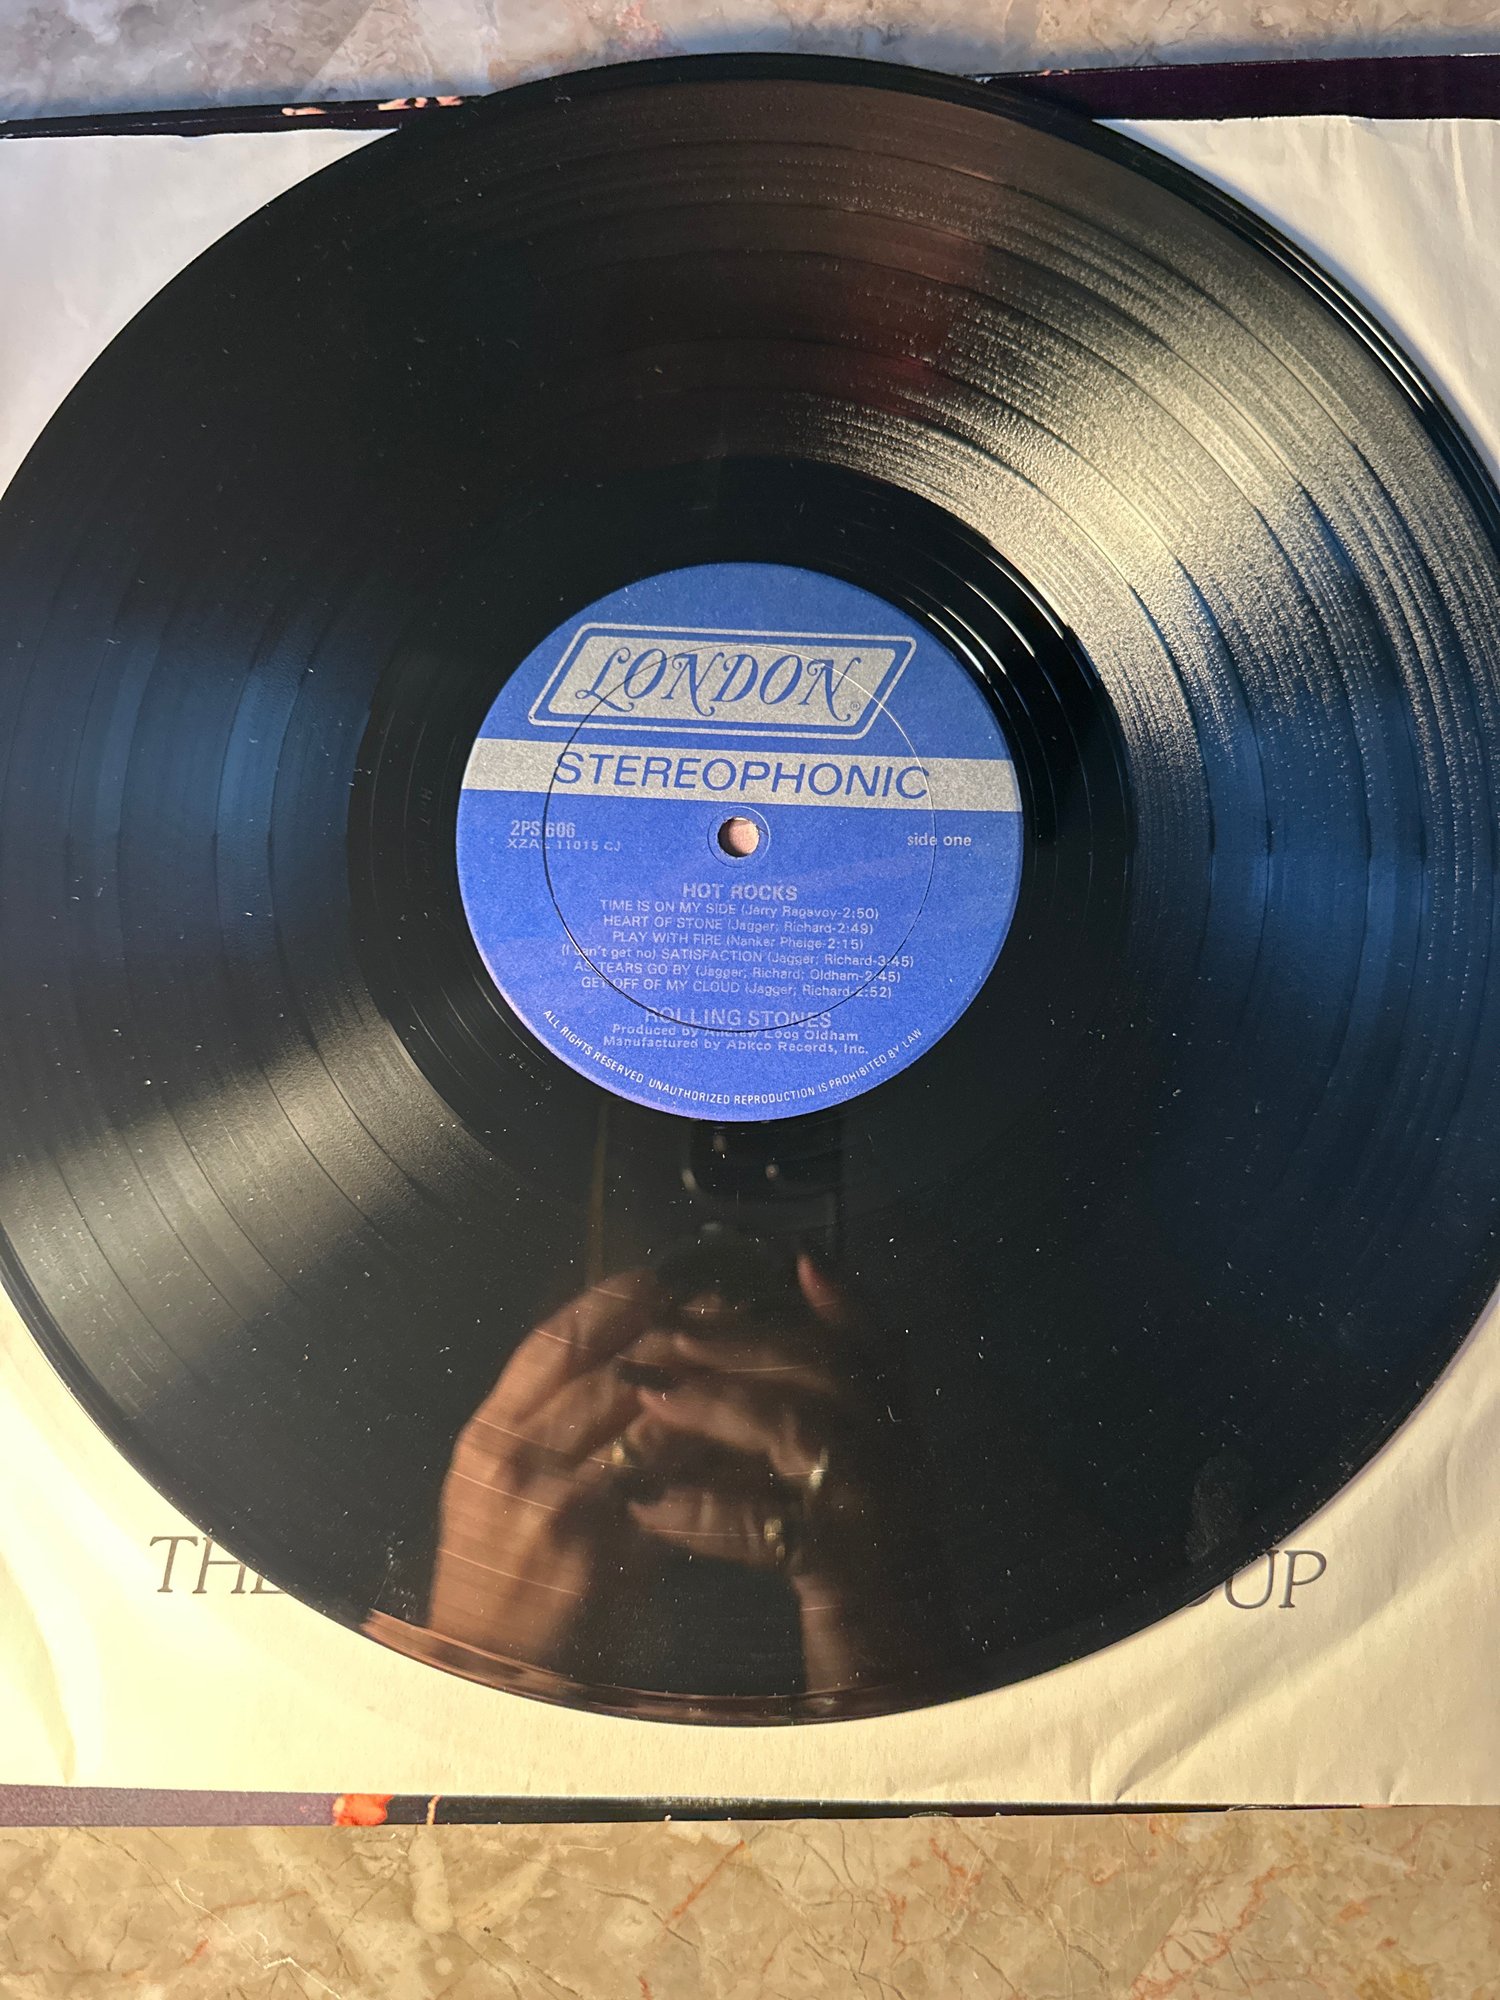 LONDON®
STEREOPHONIC
2PS 606
XZAL 11015 CJ
side one
HOT ROCKS
TIME IS ON MY SIDE (Jerry Ragavoy-2:50)
HEART OF STONE (Jagger; Richard-2:49)
PLAY WITH FIRE (Nanker Phelge-2:15)
(I can't get no) SATISFACTION (Jagger; Richard-3:45)
AS TEARS GO BY (Jagger; Richard; Oldham-2:45)
GET OFF OF MY CLOUD (Jagger; Richard-2:52)
ROLLING STONES
Produced by Andrew Loog Oldham
Manufactured by Abkco Records, Inc.
ALL RIGHTS RESERVED UNAUTHORIZED REPRODUCTION IS PROHIBITED BY LAW
THE OUP